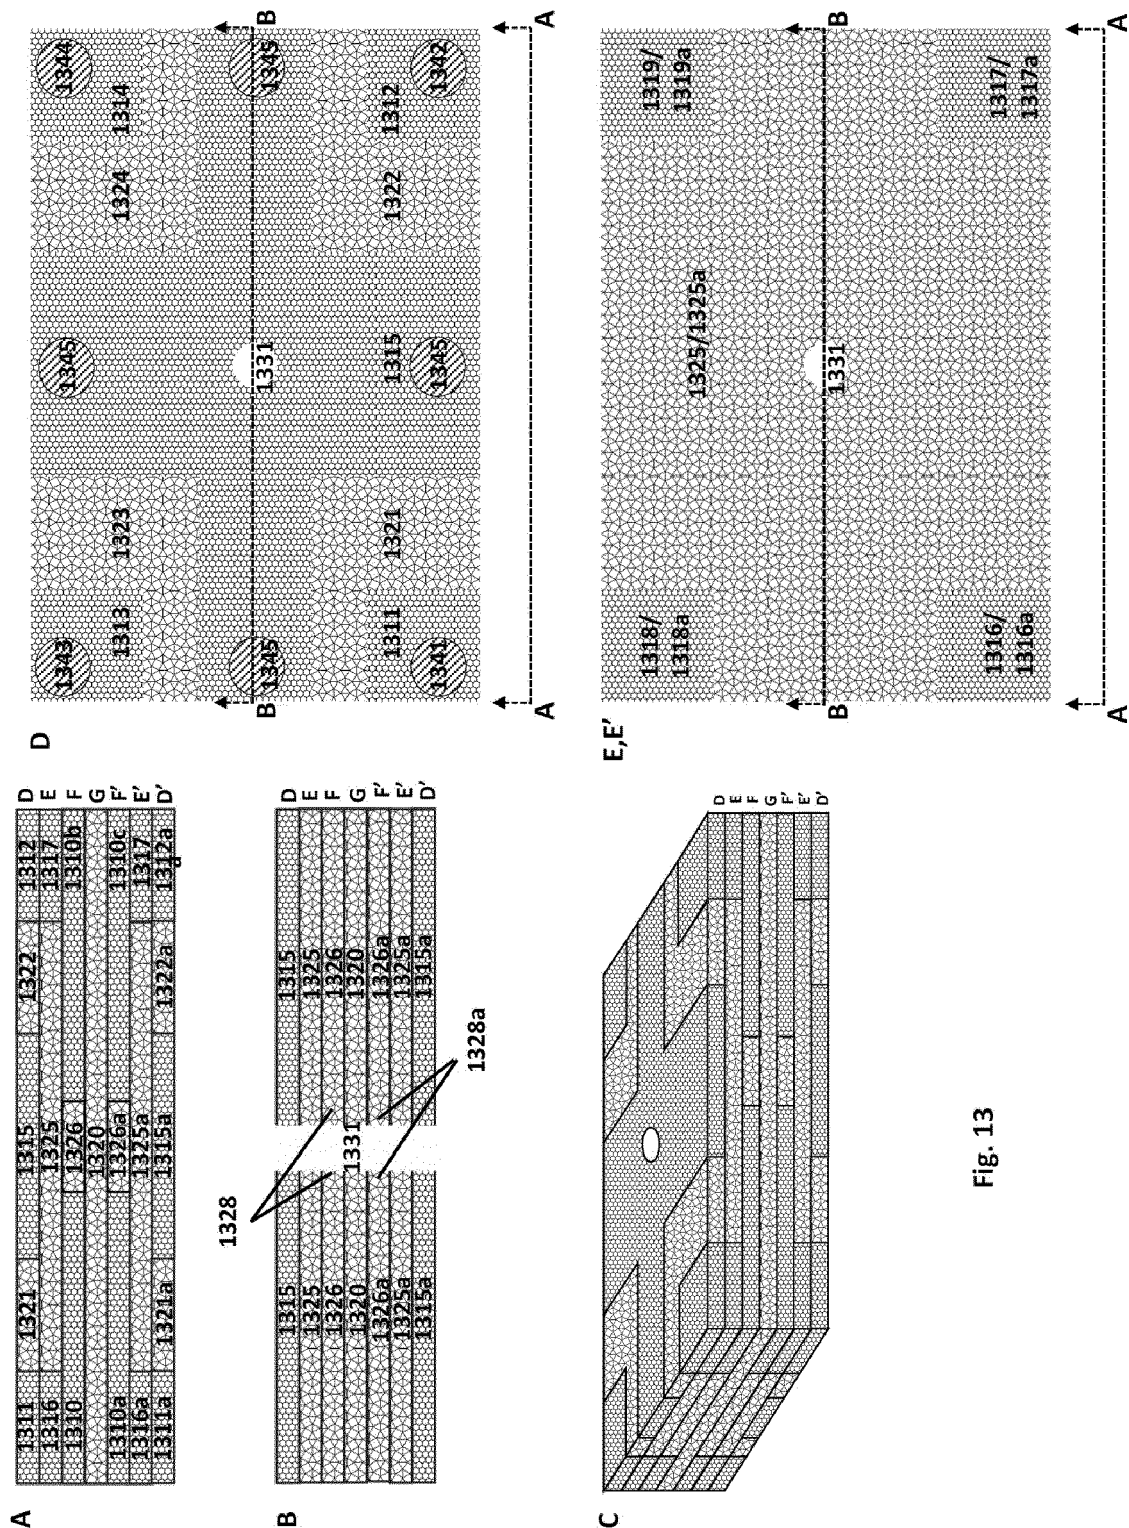 A
1311 1321 1315 1322 1312 D
1316 1325 1317 E
1310 1326 1310b F
1320 G
1310a 1326a 1310c F'
1316a 1325a 1317 E'
1311a 1321a 1315a 1322a 1312a D'
a
B
1328
1315 1315 D
1325 1325 E
1326 1326 F
1320 1331 1320 G
1326a 1326a F'
1325a 1325a E'
1315a 1315a D'
1328a
C
D
E
F
G
F'
E'
D'
D
1343 1345 1344
1313 1323 1324 1314
B B
1345 1331 1345
1311 1321 1315 1322 1312
1341 1345 1342
A A
E,E'
1318/ 1319/
1318a 1319a
1325/1325a
B B
1331
1316/ 1317/
1316a 1317a
A A
Fig. 13